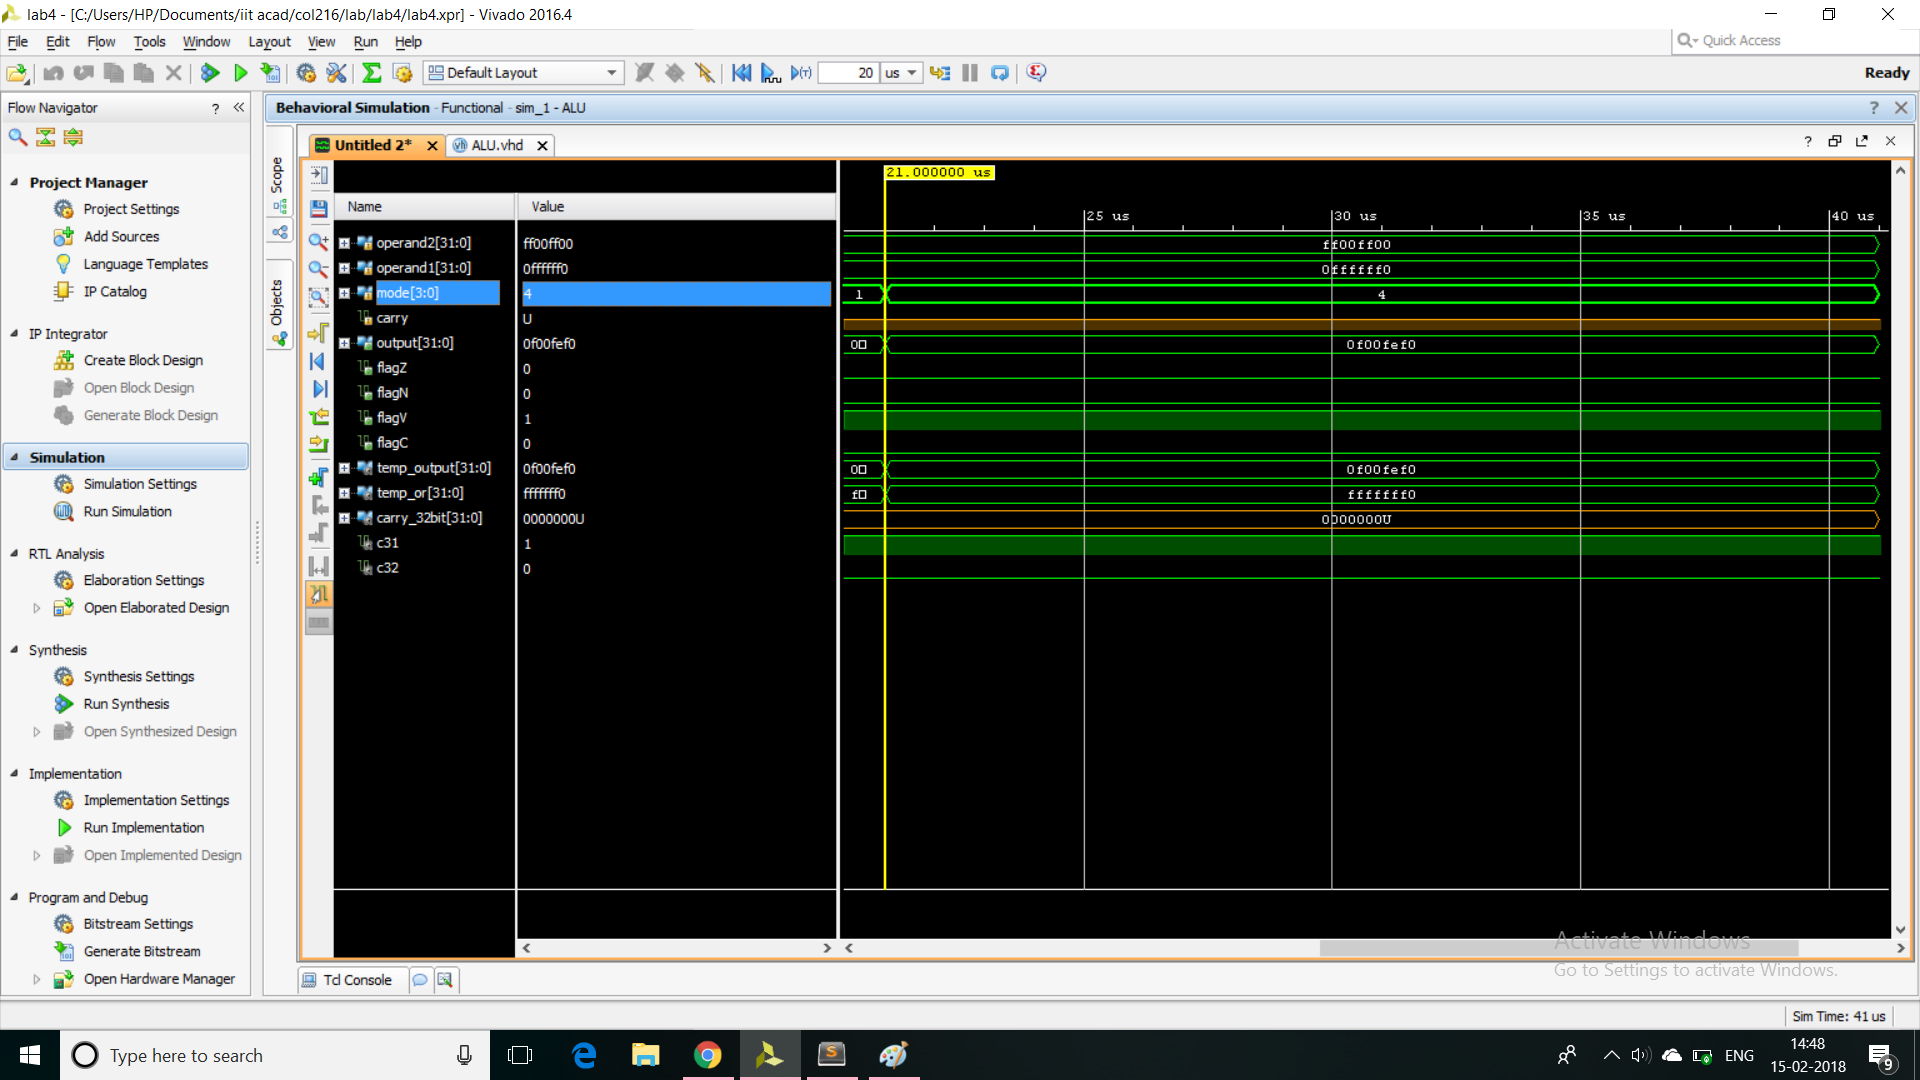 lab4 - [C:/Users/HP/Documents/iit acad/col216/lab/lab4/lab4.xpr] - Vivado 2016.4
File Edit Flow Tools Window Layout View Run Help
Quick Access
Default Layout
20 us
Ready
Flow Navigator
Behavioral Simulation - Functional - sim_1 - ALU
Project Manager
Project Settings
Add Sources
Language Templates
IP Catalog
IP Integrator
Create Block Design
Open Block Design
Generate Block Design
Simulation
Simulation Settings
Run Simulation
RTL Analysis
Elaboration Settings
Open Elaborated Design
Synthesis
Synthesis Settings
Run Synthesis
Open Synthesized Design
Implementation
Implementation Settings
Run Implementation
Open Implemented Design
Program and Debug
Bitstream Settings
Generate Bitstream
Open Hardware Manager
Scope
Objects
Untitled 2* ALU.vhd
21.000000 us
Name Value
25 us 30 us 35 us 40 us
operand2[31:0] ff00ff00 ff00ff00
operand1[31:0] 0ffffff0 0ffffff0
mode[3:0] 4 1 4
carry U
output[31:0] 0f00fef0 00 0f00fef0
flagZ 0
flagN 0
flagV 1
flagC 0
temp_output[31:0] 0f00fef0 00 0f00fef0
temp_or[31:0] fffffff0 f0 fffffff0
carry_32bit[31:0] 0000000U 0000000U
c31 1
c32 0
Activate Windows
Go to Settings to activate Windows.
Tcl Console
Sim Time: 41 us
Type here to search
ENG
14:48
15-02-2018
9